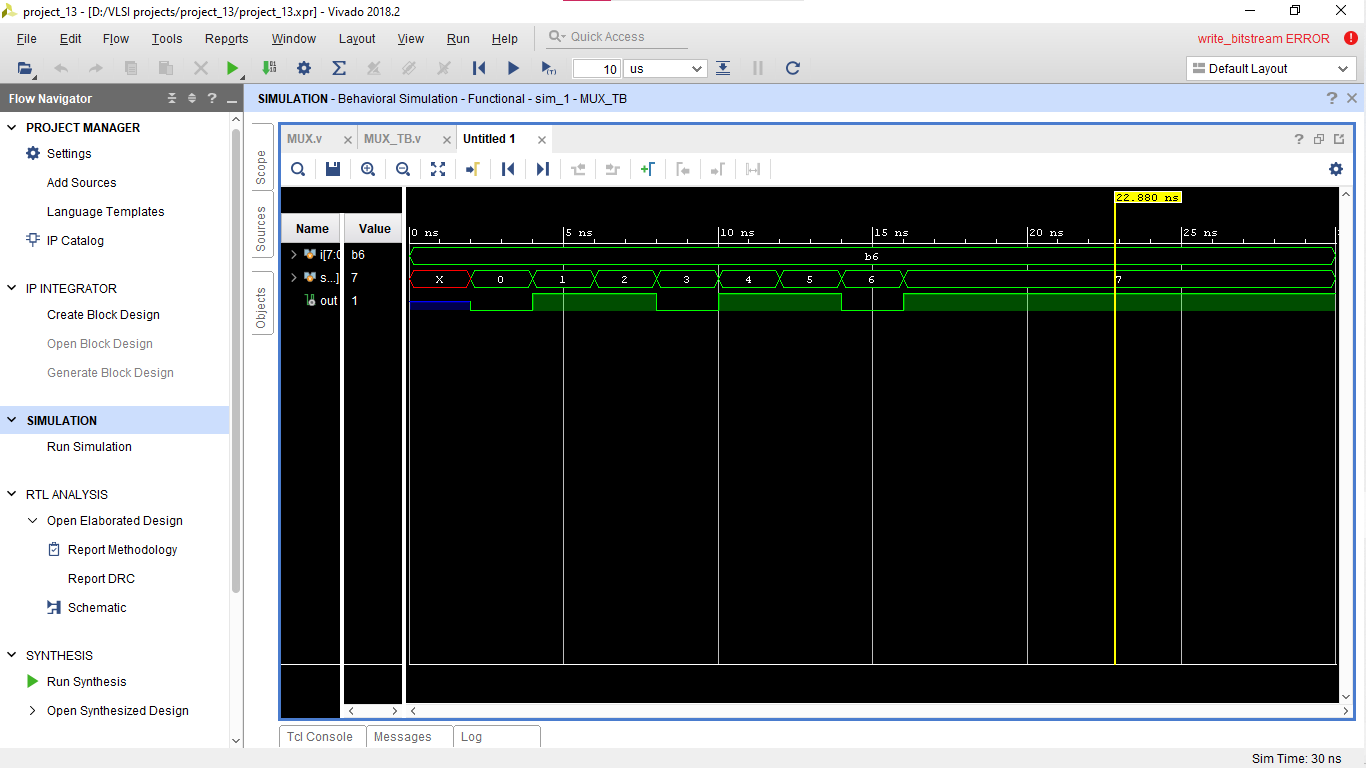 project_13 - [D:/VLSI projects/project_13/project_13.xpr] - Vivado 2018.2
File Edit Flow Tools Reports Window Layout View Run Help Quick Access write_bitstream ERROR
10 us Default Layout
Flow Navigator
SIMULATION - Behavioral Simulation - Functional - sim_1 - MUX_TB
PROJECT MANAGER
Settings
Add Sources
Language Templates
IP Catalog
IP INTEGRATOR
Create Block Design
Open Block Design
Generate Block Design
SIMULATION
Run Simulation
RTL ANALYSIS
Open Elaborated Design
Report Methodology
Report DRC
Schematic
SYNTHESIS
Run Synthesis
Open Synthesized Design
Scope
Sources
Objects
MUX.v MUX_TB.v Untitled 1
22.880 ns
Name Value 0 ns 5 ns 10 ns 15 ns 20 ns 25 ns
i[7:0 b6 b6
s...] 7 X 0 1 2 3 4 5 6 7
out 1
Tcl Console Messages Log
Sim Time: 30 ns